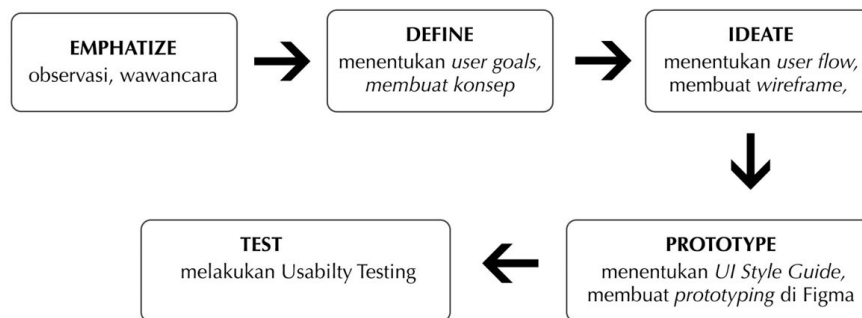 EMPHATIZE
observasi, wawancara
DEFINE
menentukan user goals,
membuat konsep
IDEATE
menentukan user flow,
membuat wireframe,
PROTOTYPE
menentukan UI Style Guide,
membuat prototyping di Figma
TEST
melakukan Usabilty Testing